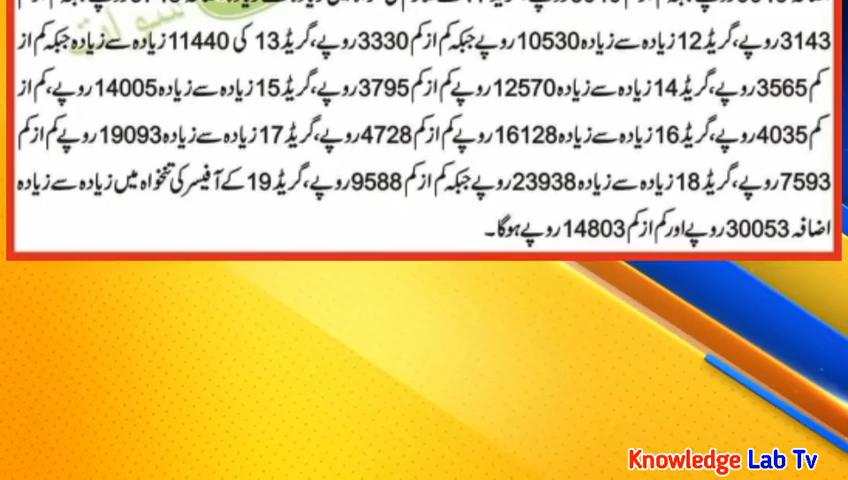 3143 روپے، گریڈ 12 زیادہ سے زیادہ 10530 روپے جبکہ کم از کم 3330 روپے، گریڈ 13 کی 11440 زیادہ سے زیادہ جبکہ کم از
کم 3565 روپے، گریڈ 14 زیادہ سے زیادہ 12570 روپے کم از کم 3795 روپے، گریڈ 15 زیادہ سے زیادہ 14005 روپے، کم از
کم 4035 روپے، گریڈ 16 زیادہ سے زیادہ 16128 روپے کم از کم 4728 روپے، گریڈ 17 زیادہ سے زیادہ 19093 روپے کم از کم
7593 روپے، گریڈ 18 زیادہ سے زیادہ 23938 روپے جبکہ کم از کم 9588 روپے، گریڈ 19 کے آفیسر کی تنخواہ میں زیادہ سے زیادہ
اضافہ 30053 روپے اور کم از کم 14803 روپے ہوگا۔
Knowledge Lab Tv